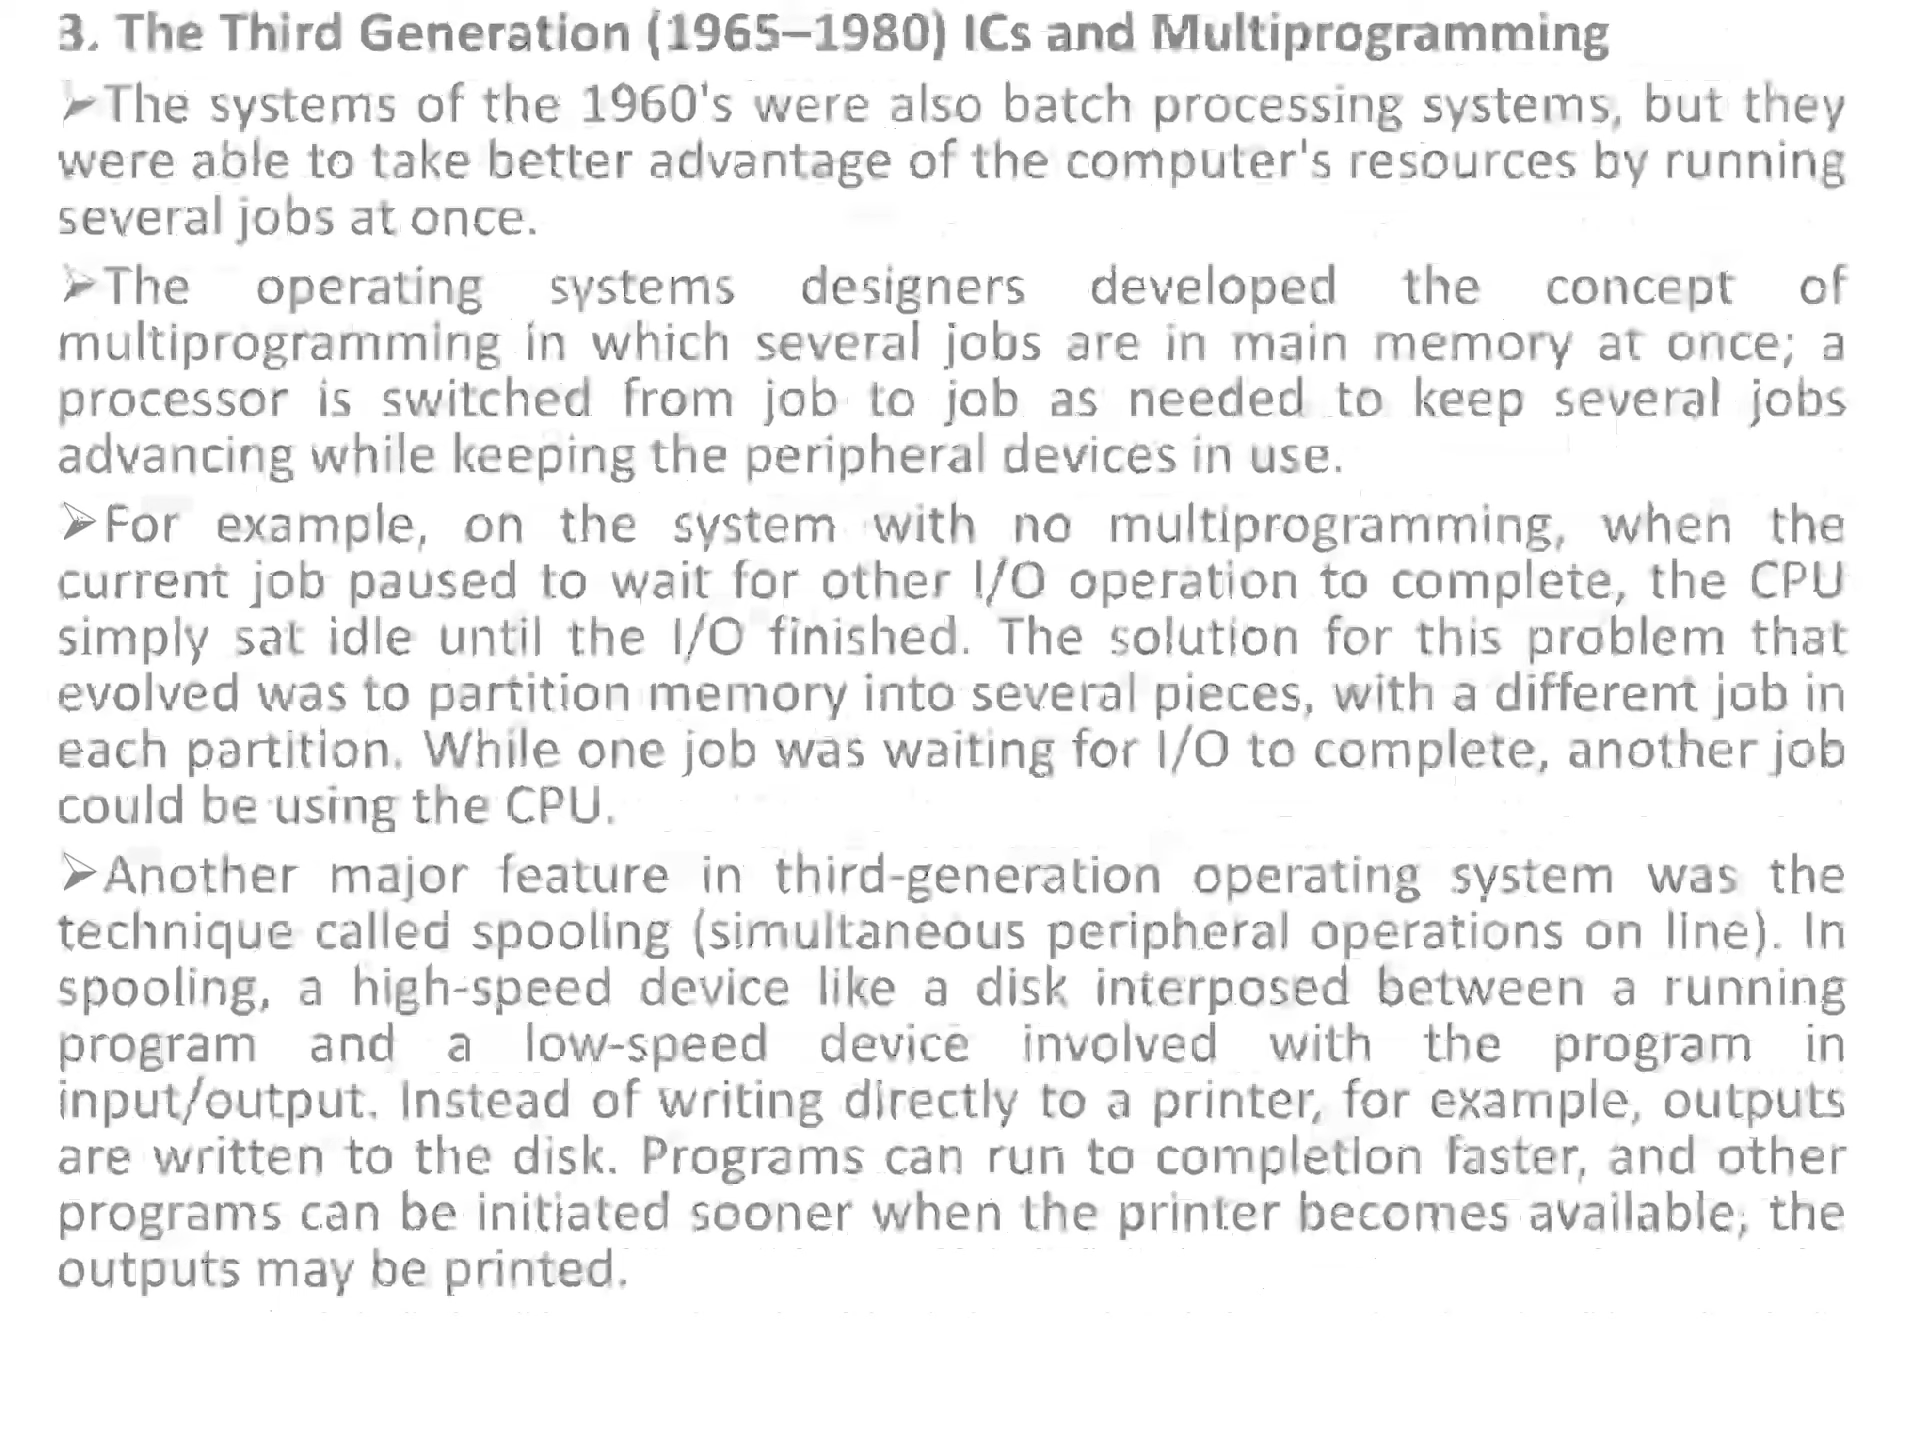 3. The Third Generation (1965–1980) ICs and Multiprogramming
➢The systems of the 1960's were also batch processing systems, but they
were able to take better advantage of the computer's resources by running
several jobs at once.
➢The operating systems designers developed the concept of
multiprogramming in which several jobs are in main memory at once; a
processor is switched from job to job as needed to keep several jobs
advancing while keeping the peripheral devices in use.
➢For example, on the system with no multiprogramming, when the
current job paused to wait for other I/O operation to complete, the CPU
simply sat idle until the I/O finished. The solution for this problem that
evolved was to partition memory into several pieces, with a different job in
each partition. While one job was waiting for I/O to complete, another job
could be using the CPU.
➢Another major feature in third-generation operating system was the
technique called spooling (simultaneous peripheral operations on line). In
spooling, a high-speed device like a disk interposed between a running
program and a low-speed device involved with the program in
input/output. Instead of writing directly to a printer, for example, outputs
are written to the disk. Programs can run to completion faster, and other
programs can be initiated sooner when the printer becomes available, the
outputs may be printed.